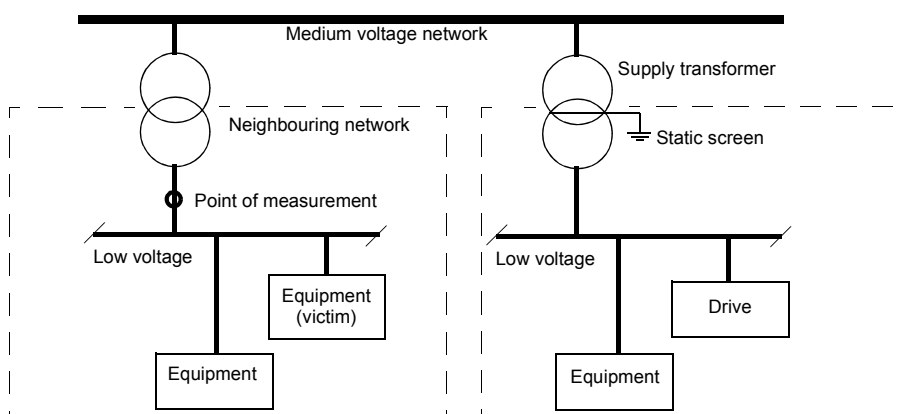 Medium voltage network
Supply transformer
Neighbouring network
Static screen
Point of measurement
Low voltage
Low voltage
Equipment
(victim)
Drive
Equipment
Equipment